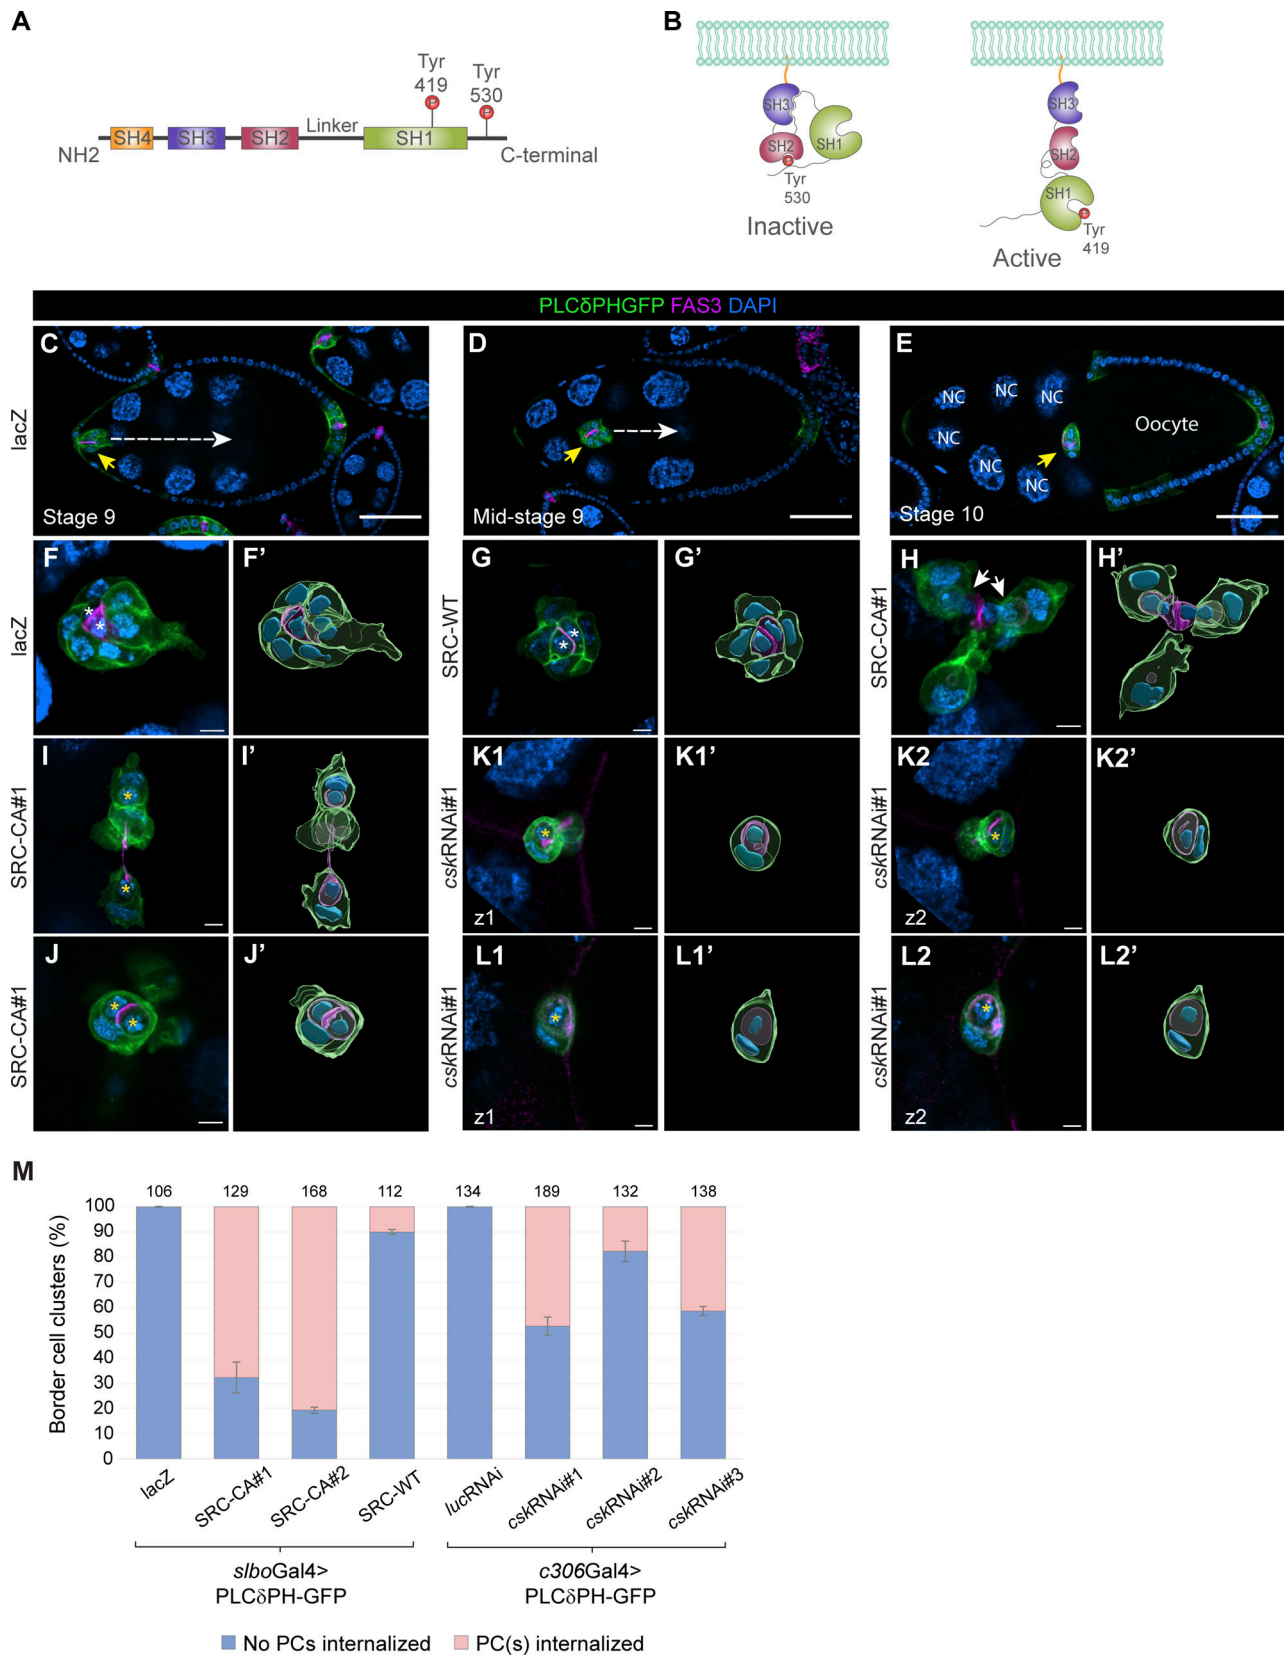 A
Tyr
419
Tyr
530
P
P
Linker
SH4
SH3
SH2
SH1
NH2
C-terminal
B
SH3
SH2
SH1
P
Tyr
530
Inactive
SH3
SH2
SH1
P
Tyr
419
Active
PLCδPHGFP FAS3 DAPI
lacZ
C
Stage 9
D
Mid-stage 9
E
NC NC NC
NC
NC
NC
Oocyte
Stage 10
lacZ
F
*
*
F’
SRC-WT
G
*
*
G’
SRC-CA#1
H
H’
SRC-CA#1
I
*
*
I’
cskRNAi#1
K1
*
z1
K1’
cskRNAi#1
K2
*
z2
K2’
SRC-CA#1
J
*
*
J’
cskRNAi#1
L1
*
z1
L1’
cskRNAi#1
L2
*
z2
L2’
M
Border cell clusters (%)
106 129 168 112 134 189 132 138
100
90
80
70
60
50
40
30
20
10
0
lacZ
SRC-CA#1
SRC-CA#2
SRC-WT
lucRNAi
cskRNAi#1
cskRNAi#2
cskRNAi#3
slboGal4>
PLCδPH-GFP
c306Gal4>
PLCδPH-GFP
No PCs internalized
PC(s) internalized